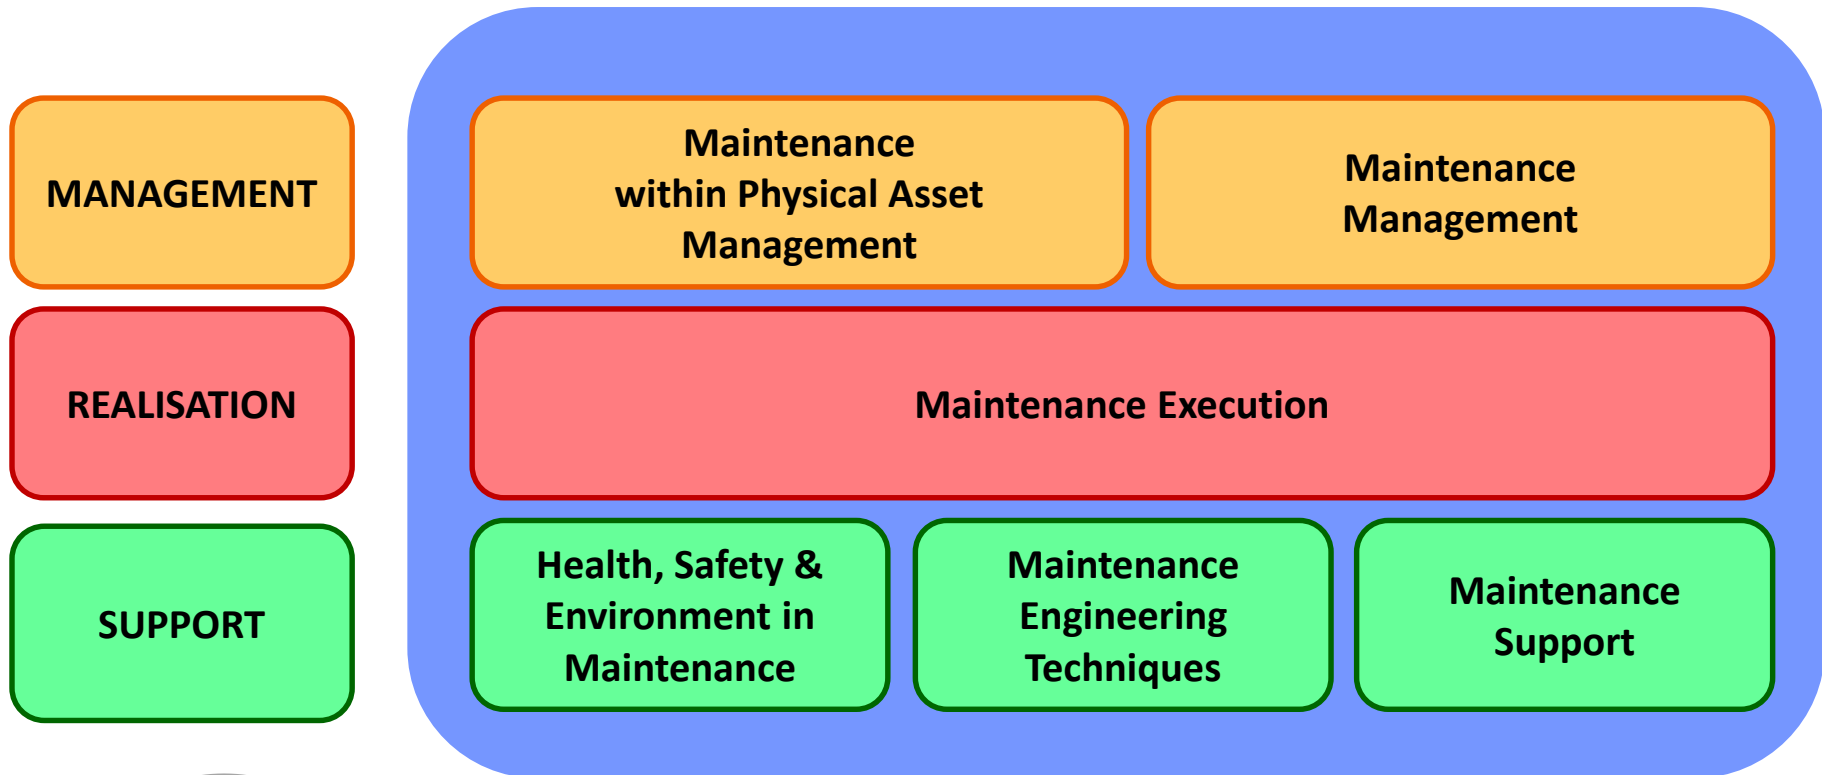 MANAGEMENT
Maintenance
within Physical Asset
Management
Maintenance
Management
REALISATION
Maintenance Execution
SUPPORT
Health, Safety &
Environment in
Maintenance
Maintenance
Engineering
Techniques
Maintenance
Support